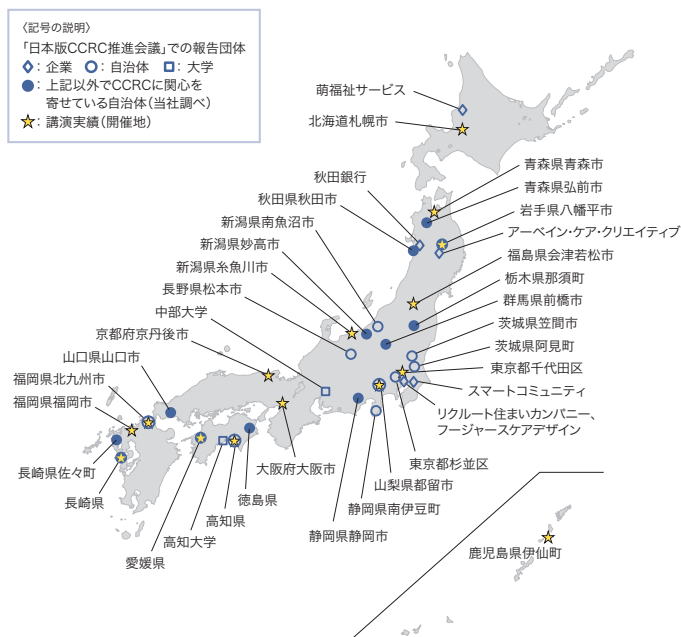 〈記号の説明〉
「日本版CCRC推進会議」での報告団体
◇：企業　○：自治体　□：大学
●：上記以外でCCRCに関心を
寄せている自治体（当社調べ）
☆：講演実績（開催地）
萌福祉サービス
北海道札幌市
青森県青森市
秋田銀行
青森県弘前市
秋田県秋田市
岩手県八幡平市
新潟県南魚沼市
アーベイン・ケア・クリエイティブ
新潟県妙高市
福島県会津若松市
新潟県糸魚川市
栃木県那須町
長野県松本市
群馬県前橋市
中部大学
茨城県笠間市
京都府京丹後市
茨城県阿見町
山口県山口市
東京都千代田区
福岡県北九州市
スマートコミュニティ
福岡県福岡市
リクルート住まいカンパニー、
フージャースケアデザイン
長崎県佐々町
大阪府大阪市
東京都杉並区
長崎県
徳島県
山梨県都留市
高知県
静岡県南伊豆町
高知大学
静岡県静岡市
愛媛県
鹿児島県伊仙町